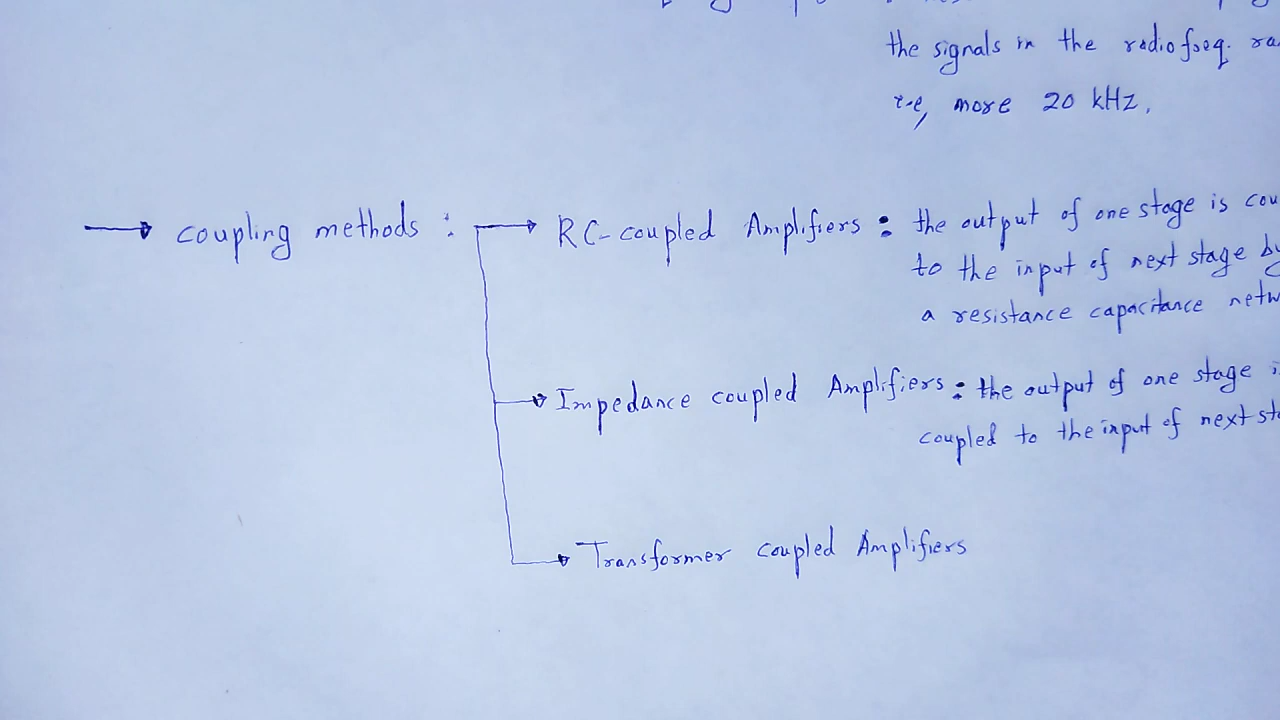 the signals in the radio freq. ra
i.e, more 20 kHz.
→ coupling methods : → RC-coupled Amplifiers : the output of one stage is cou
to the input of next stage by
a resistance capacitance netw
→ Impedance coupled Amplifiers : the output of one stage i
coupled to the input of next sta
→ Transformer coupled Amplifiers